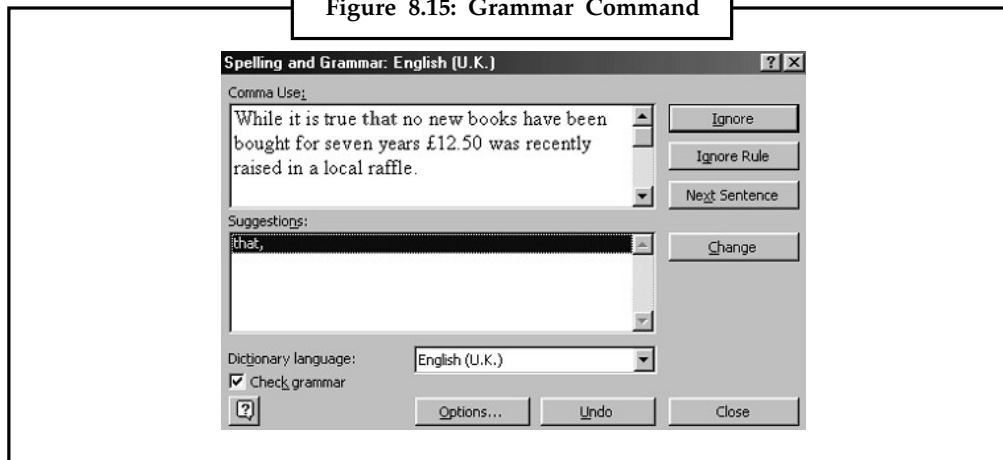 Figure 8.15: Grammar Command
Spelling and Grammar: English (U.K.)
Comma Use:
While it is true that no new books have been
bought for seven years £12.50 was recently
raised in a local raffle.
Ignore
Ignore Rule
Next Sentence
Suggestions:
that,
Change
Dictionary language:
English (U.K.)
Check grammar
Options...
Undo
Close